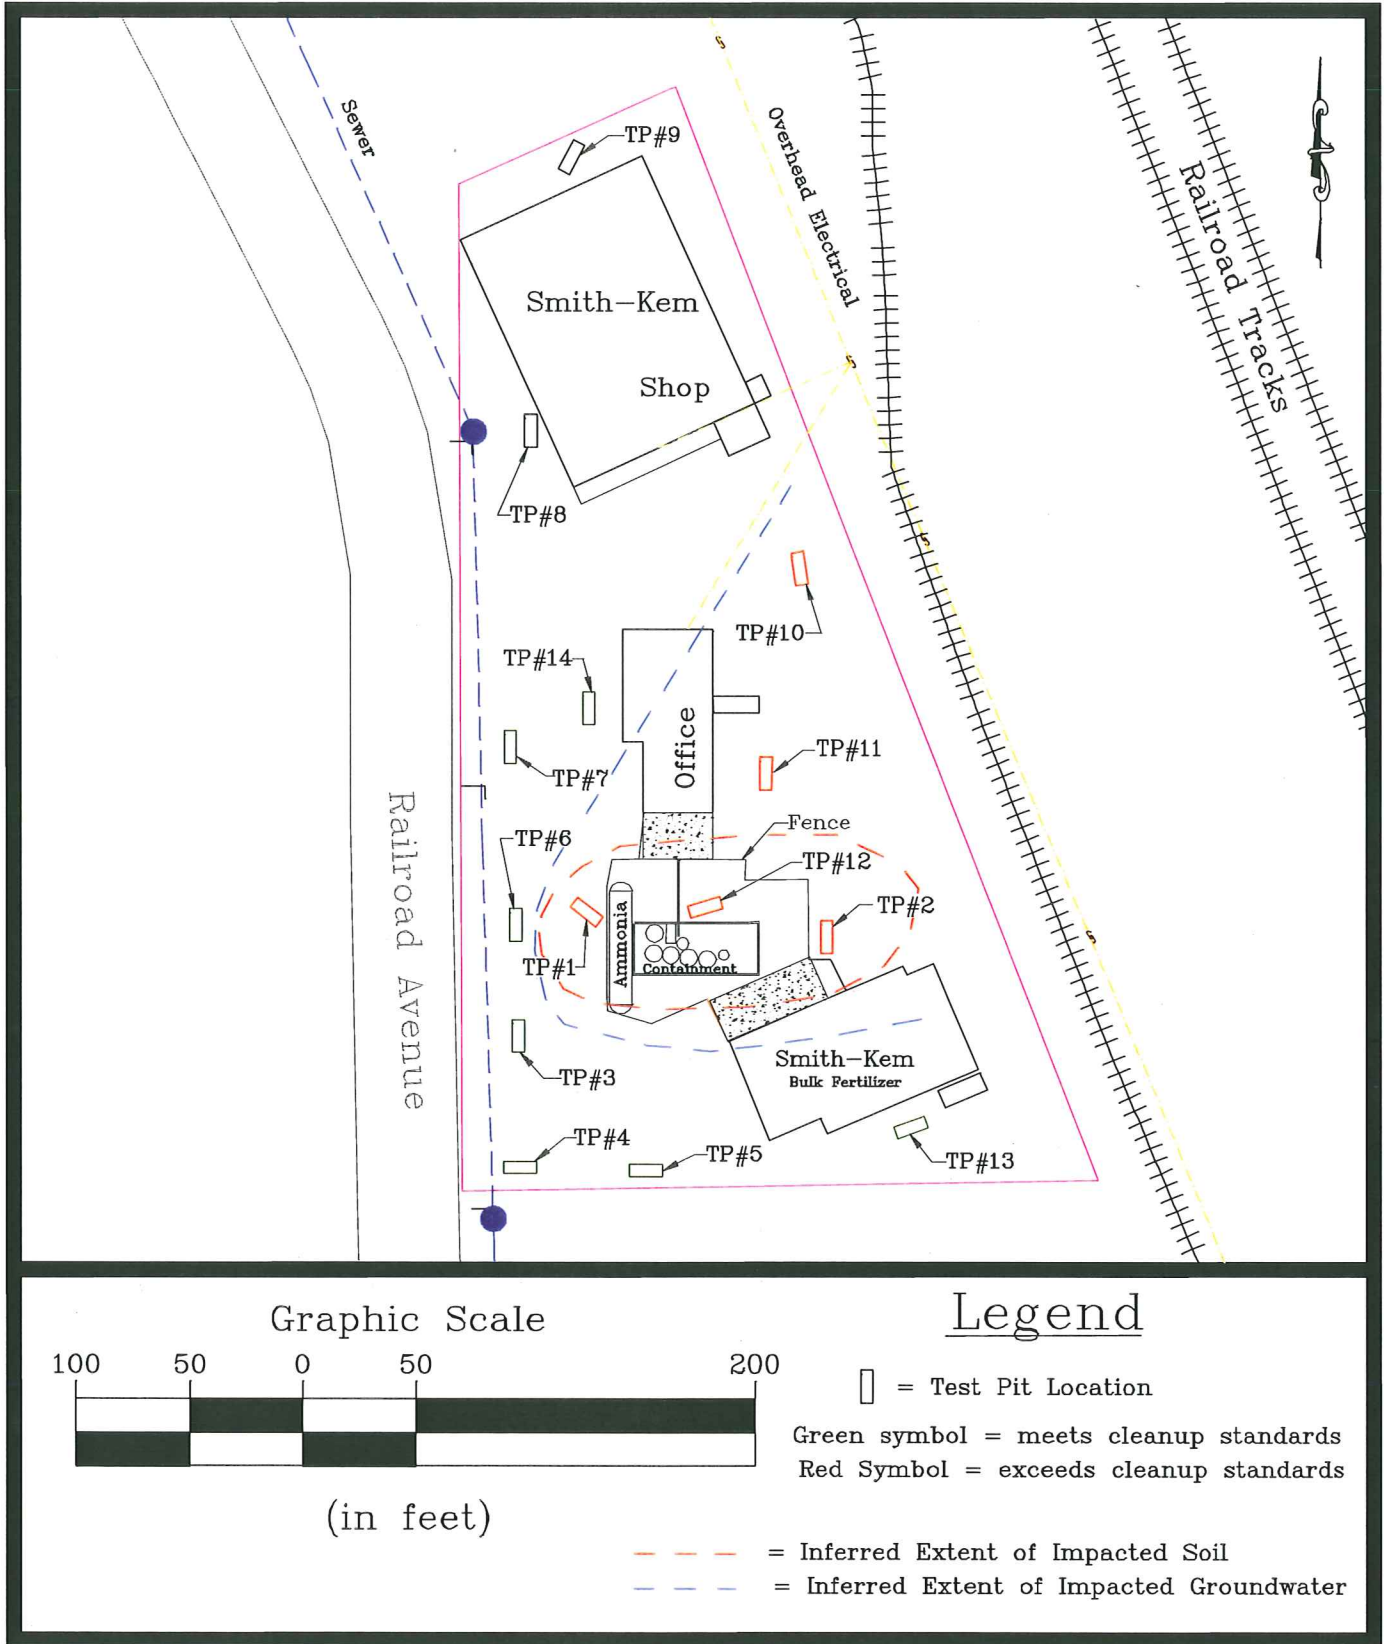 Sewer
TP#9
Overhead Electrical
Railroad Tracks
Smith-Kem
Shop
TP#8
TP#10
TP#14
Office
TP#7
TP#11
Railroad Avenue
TP#6
Fence
TP#12
TP#2
Ammonia
TP#1
Containment
Smith-Kem
Bulk Fertilizer
TP#3
TP#4
TP#5
TP#13
Graphic Scale
100 50 0 50 200
(in feet)
Legend
= Test Pit Location
Green symbol = meets cleanup standards
Red Symbol = exceeds cleanup standards
= Inferred Extent of Impacted Soil
= Inferred Extent of Impacted Groundwater